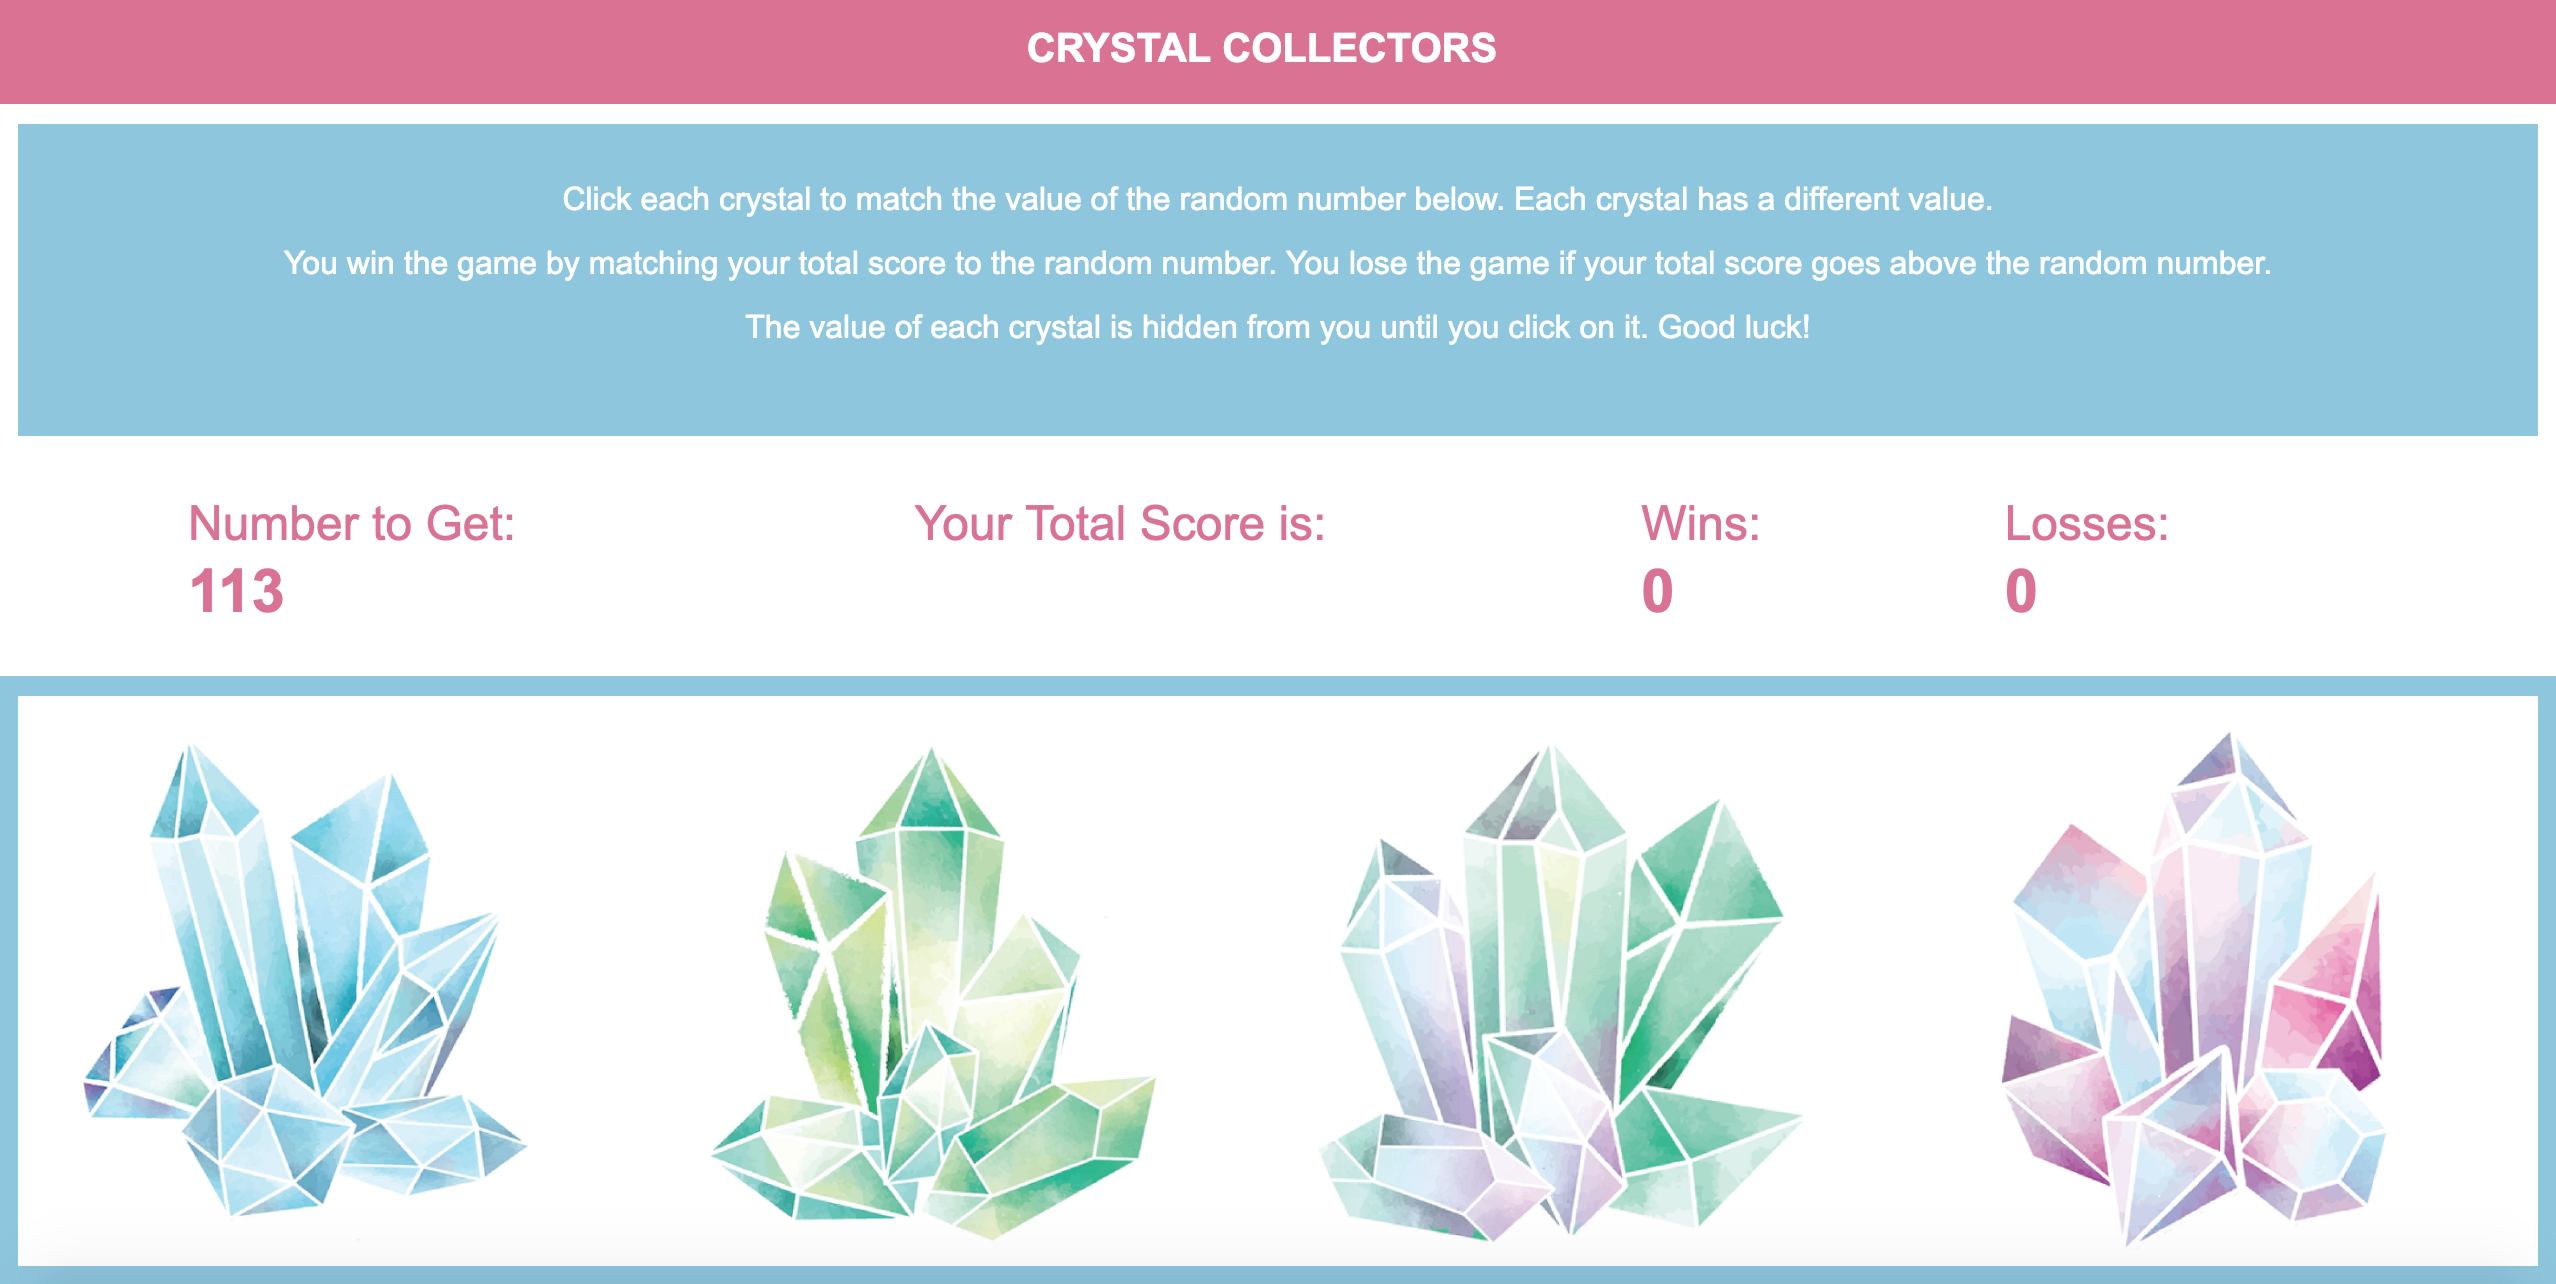 CRYSTAL COLLECTORS
Click each crystal to match the value of the random number below. Each crystal has a different value.
You win the game by matching your total score to the random number. You lose the game if your total score goes above the random number.
The value of each crystal is hidden from you until you click on it. Good luck!
Number to Get:
113
Your Total Score is:
Wins:
0
Losses:
0